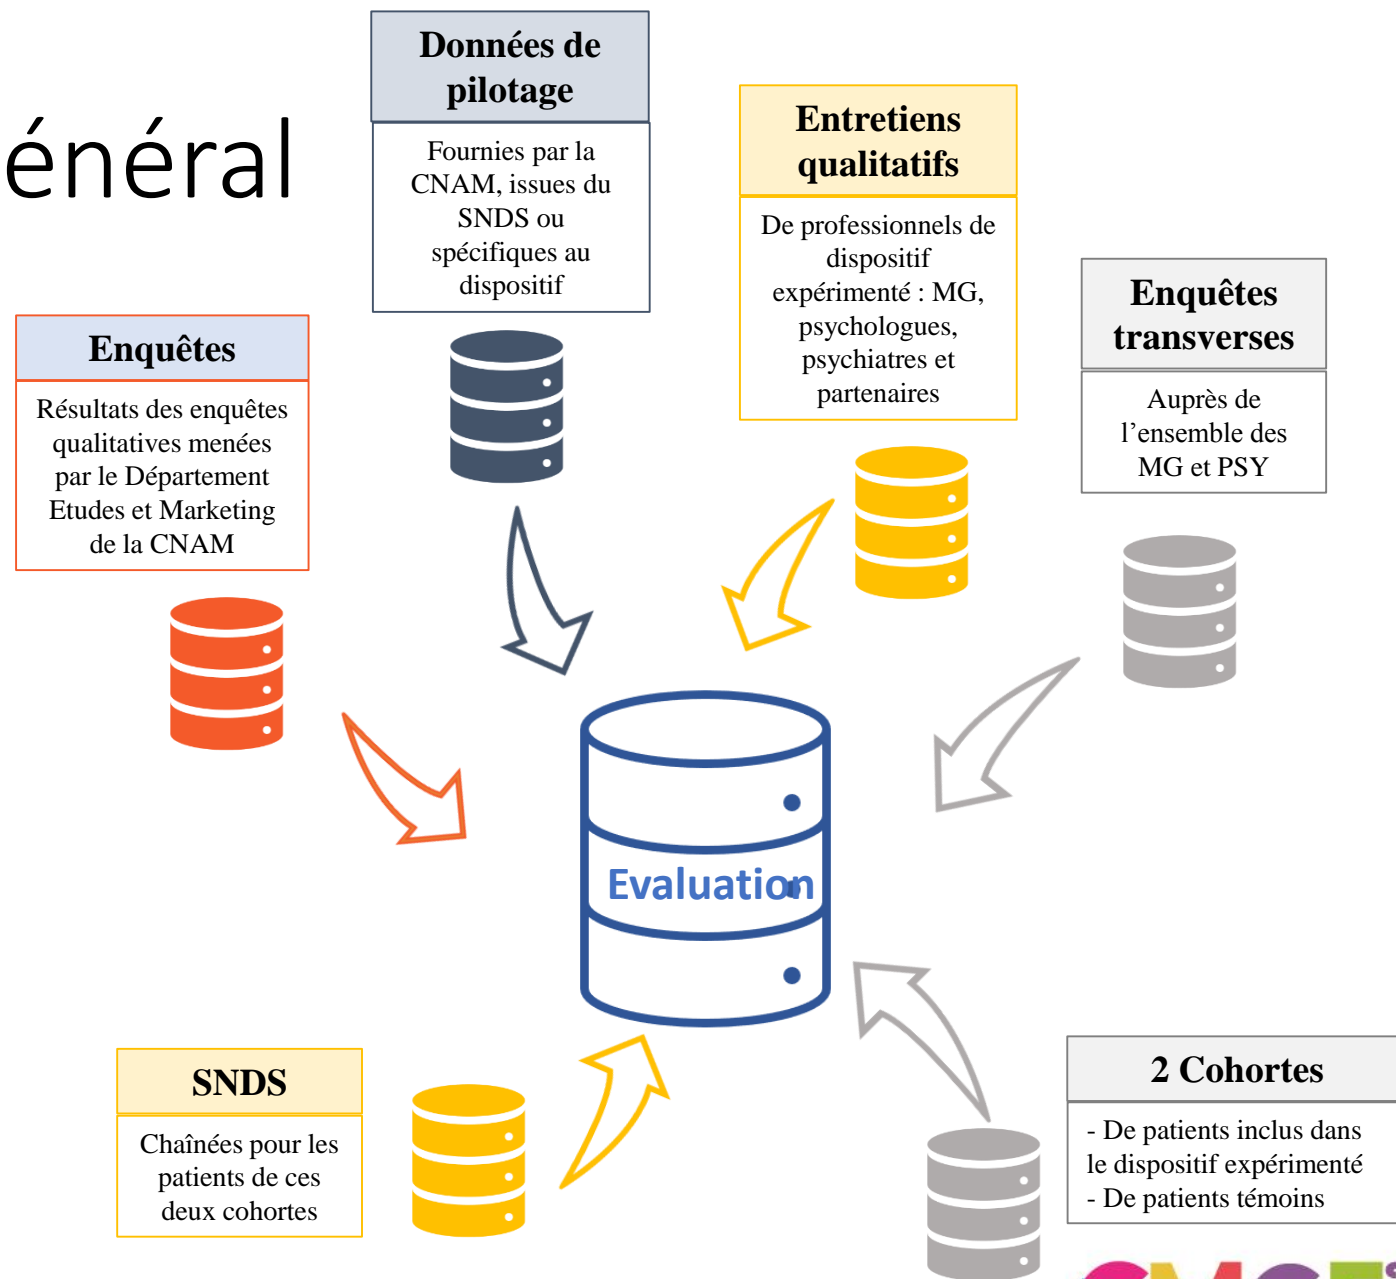 énéral
Données de
pilotage
Fournies par la
CNAM, issues du
SNDS ou
spécifiques au
dispositif
Entretiens
qualitatifs
De professionnels de
dispositif
expérimenté : MG,
psychologues,
psychiatres et
partenaires
Enquêtes
transverses
Auprès de
l’ensemble des
MG et PSY
Enquêtes
Résultats des enquêtes
qualitatives menées
par le Département
Etudes et Marketing
de la CNAM
Evaluation
SNDS
Chaînées pour les
patients de ces
deux cohortes
2 Cohortes
- De patients inclus dans
le dispositif expérimenté
- De patients témoins